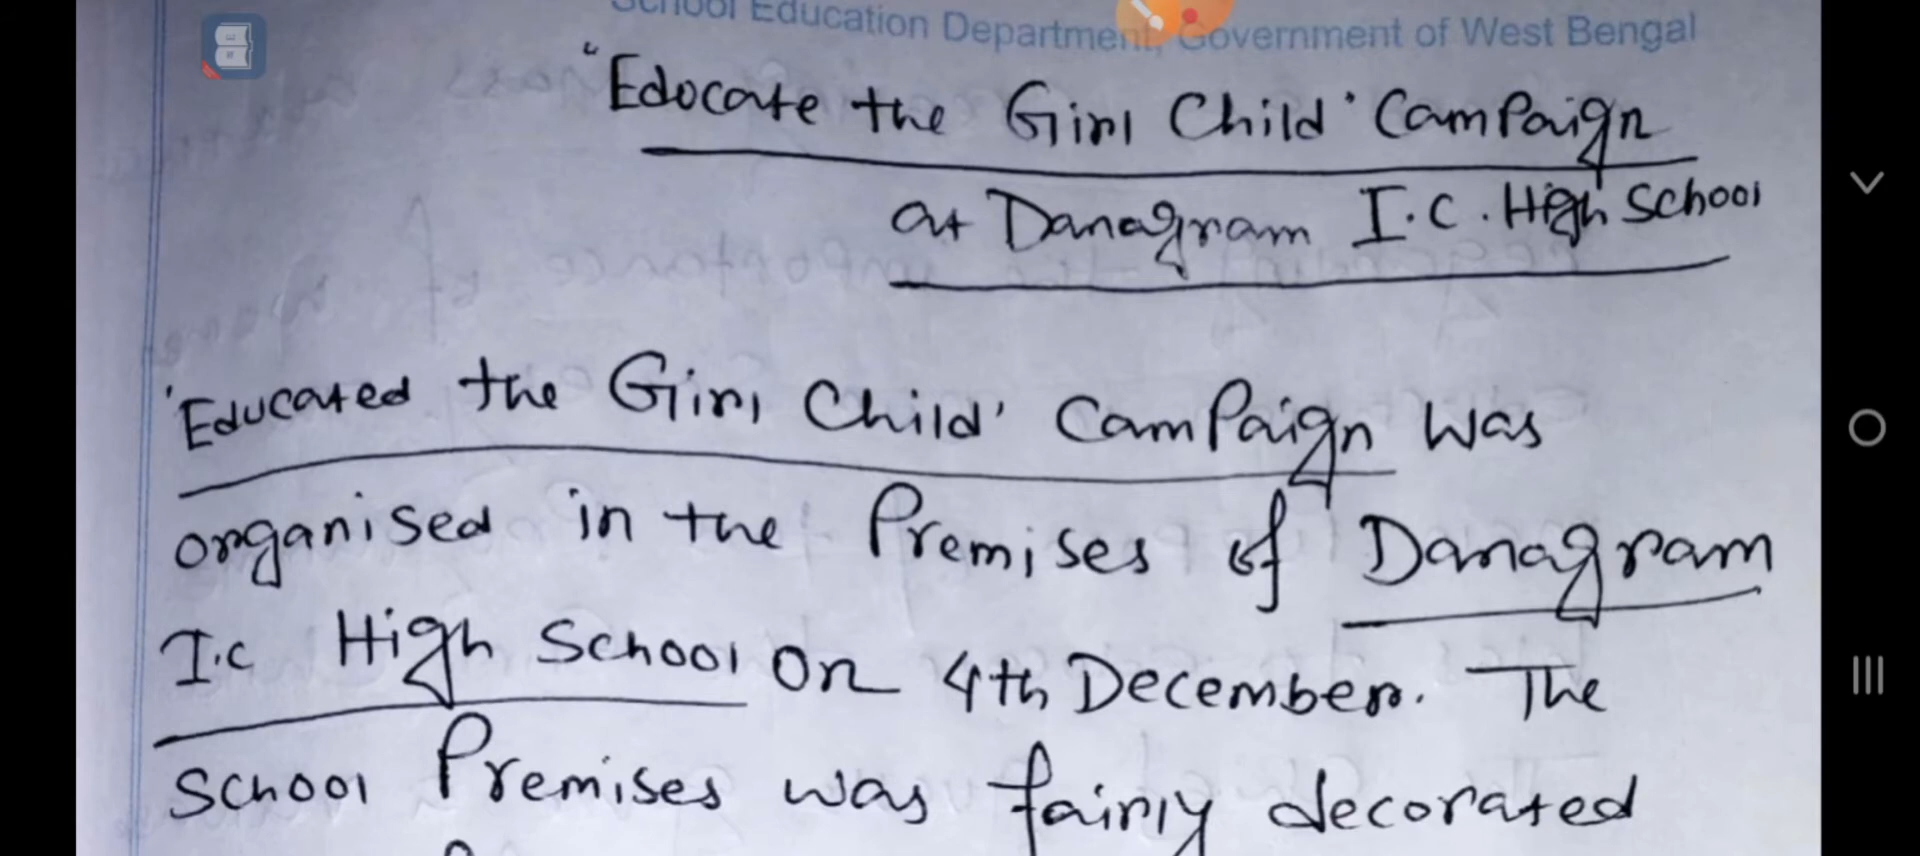 School Education Department, Government of West Bengal
"Edocate the Girl Child' Campaign
at Danagram I.C. High School
'Educated the Girl Child' Campaign Was
organised in the Premises of Danagram
I.c High School On 4th December. The
School Premises was fairly decorated